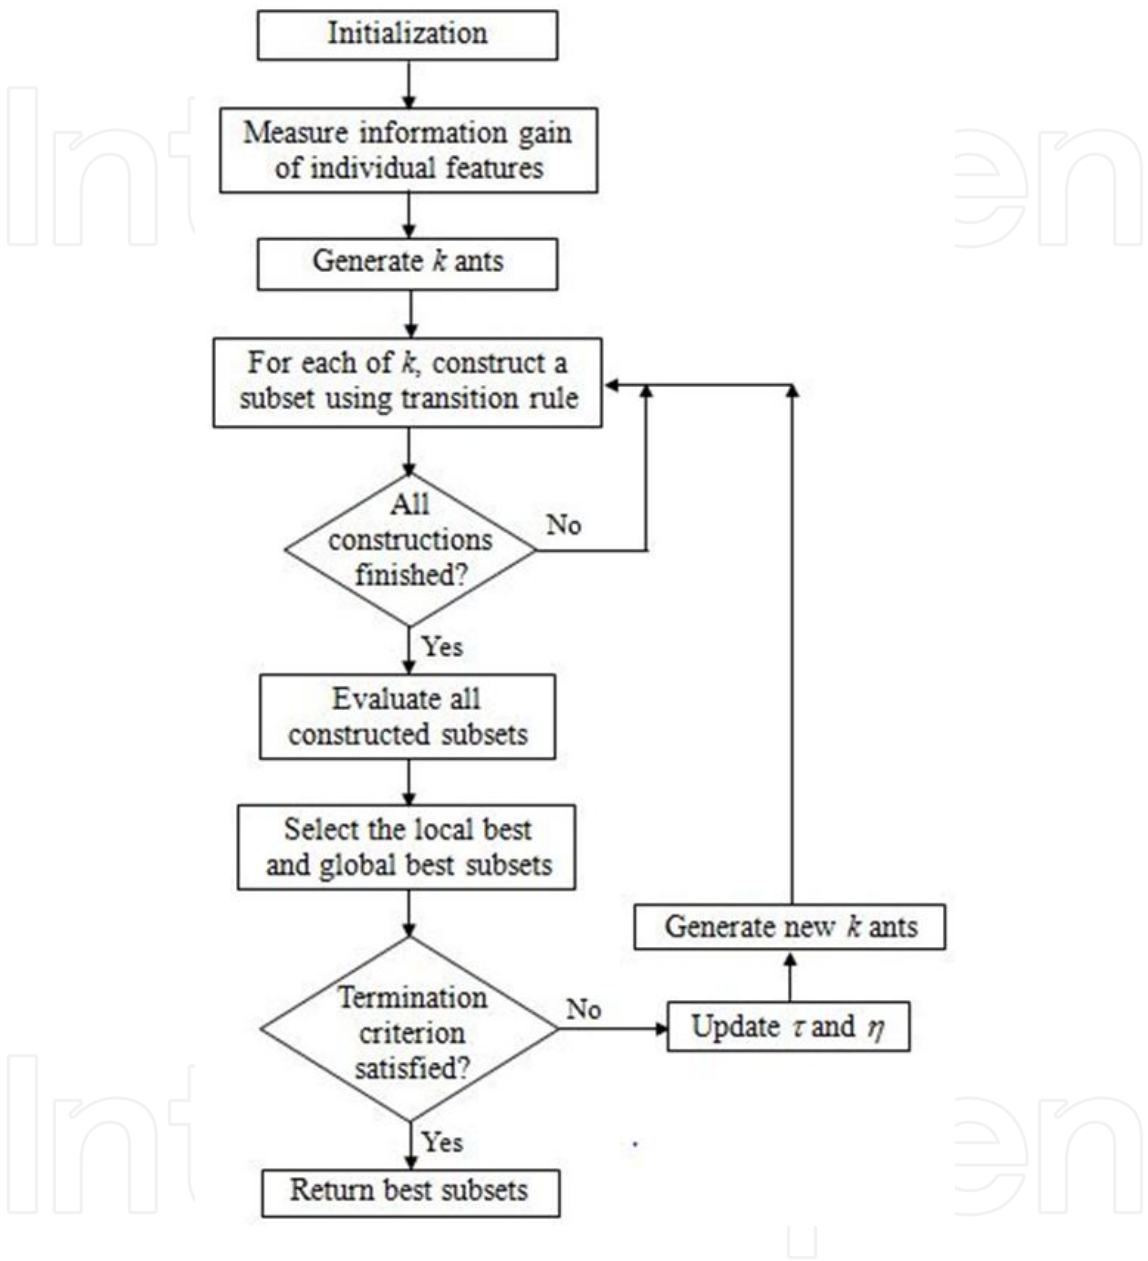 Initialization
Measure information gain
of individual features
Generate k ants
For each of k, construct a
subset using transition rule
All
constructions
finished?
No
Yes
Evaluate all
constructed subsets
Select the local best
and global best subsets
Termination
criterion
satisfied?
No
Update τ and η
Generate new k ants
Yes
Return best subsets